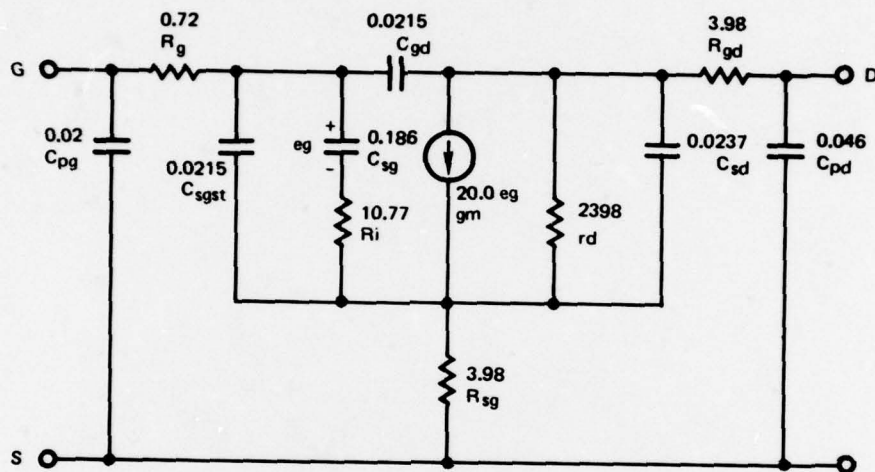 0.72
Rg
0.0215
Cgd
3.98
Rgd
G
D
0.02
Cpg
0.0215
Csgst
+
eg
-
0.186
Csg
10.77
Ri
20.0 eg
gm
2398
rd
0.0237
Csd
0.046
Cpd
3.98
Rsg
S